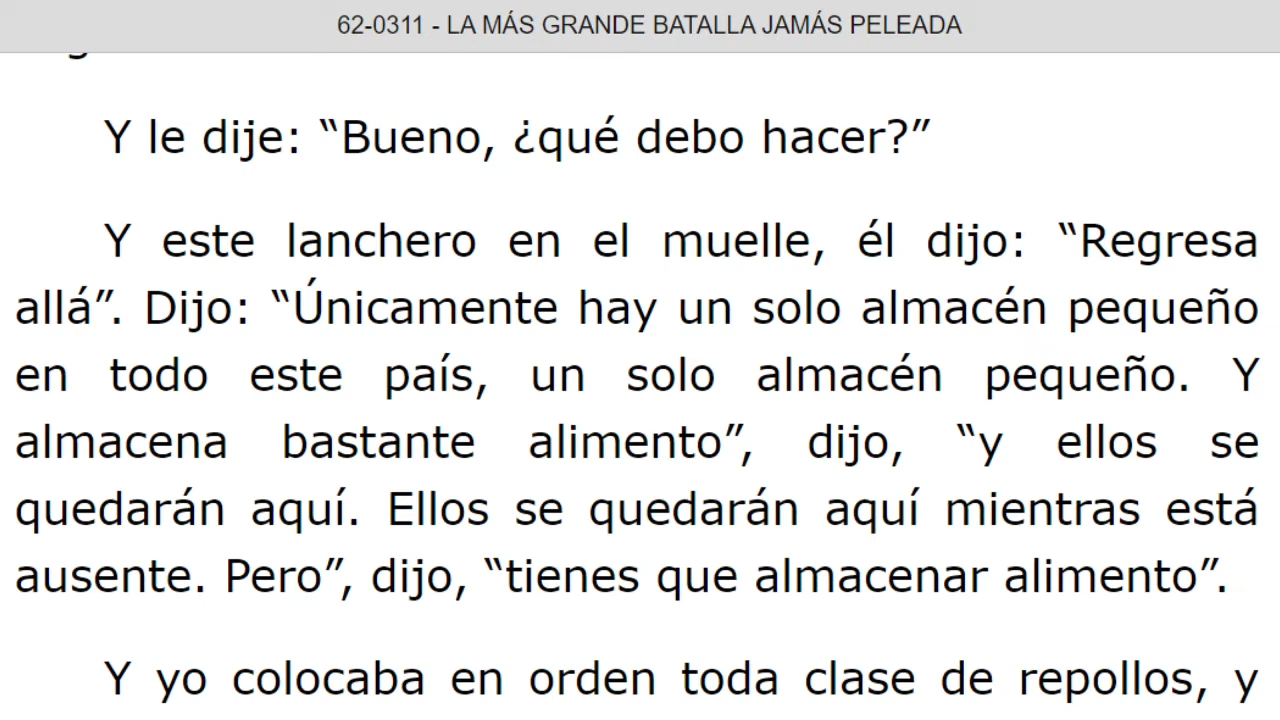 62-0311 - LA MÁS GRANDE BATALLA JAMÁS PELEADA
Y le dije: “Bueno, ¿qué debo hacer?”
Y este lanchero en el muelle, él dijo: “Regresa
allá”. Dijo: “Únicamente hay un solo almacén pequeño
en todo este país, un solo almacén pequeño. Y
almacena bastante alimento”, dijo, “y ellos se
quedarán aquí. Ellos se quedarán aquí mientras está
ausente. Pero”, dijo, “tienes que almacenar alimento”.
Y yo colocaba en orden toda clase de repollos, y